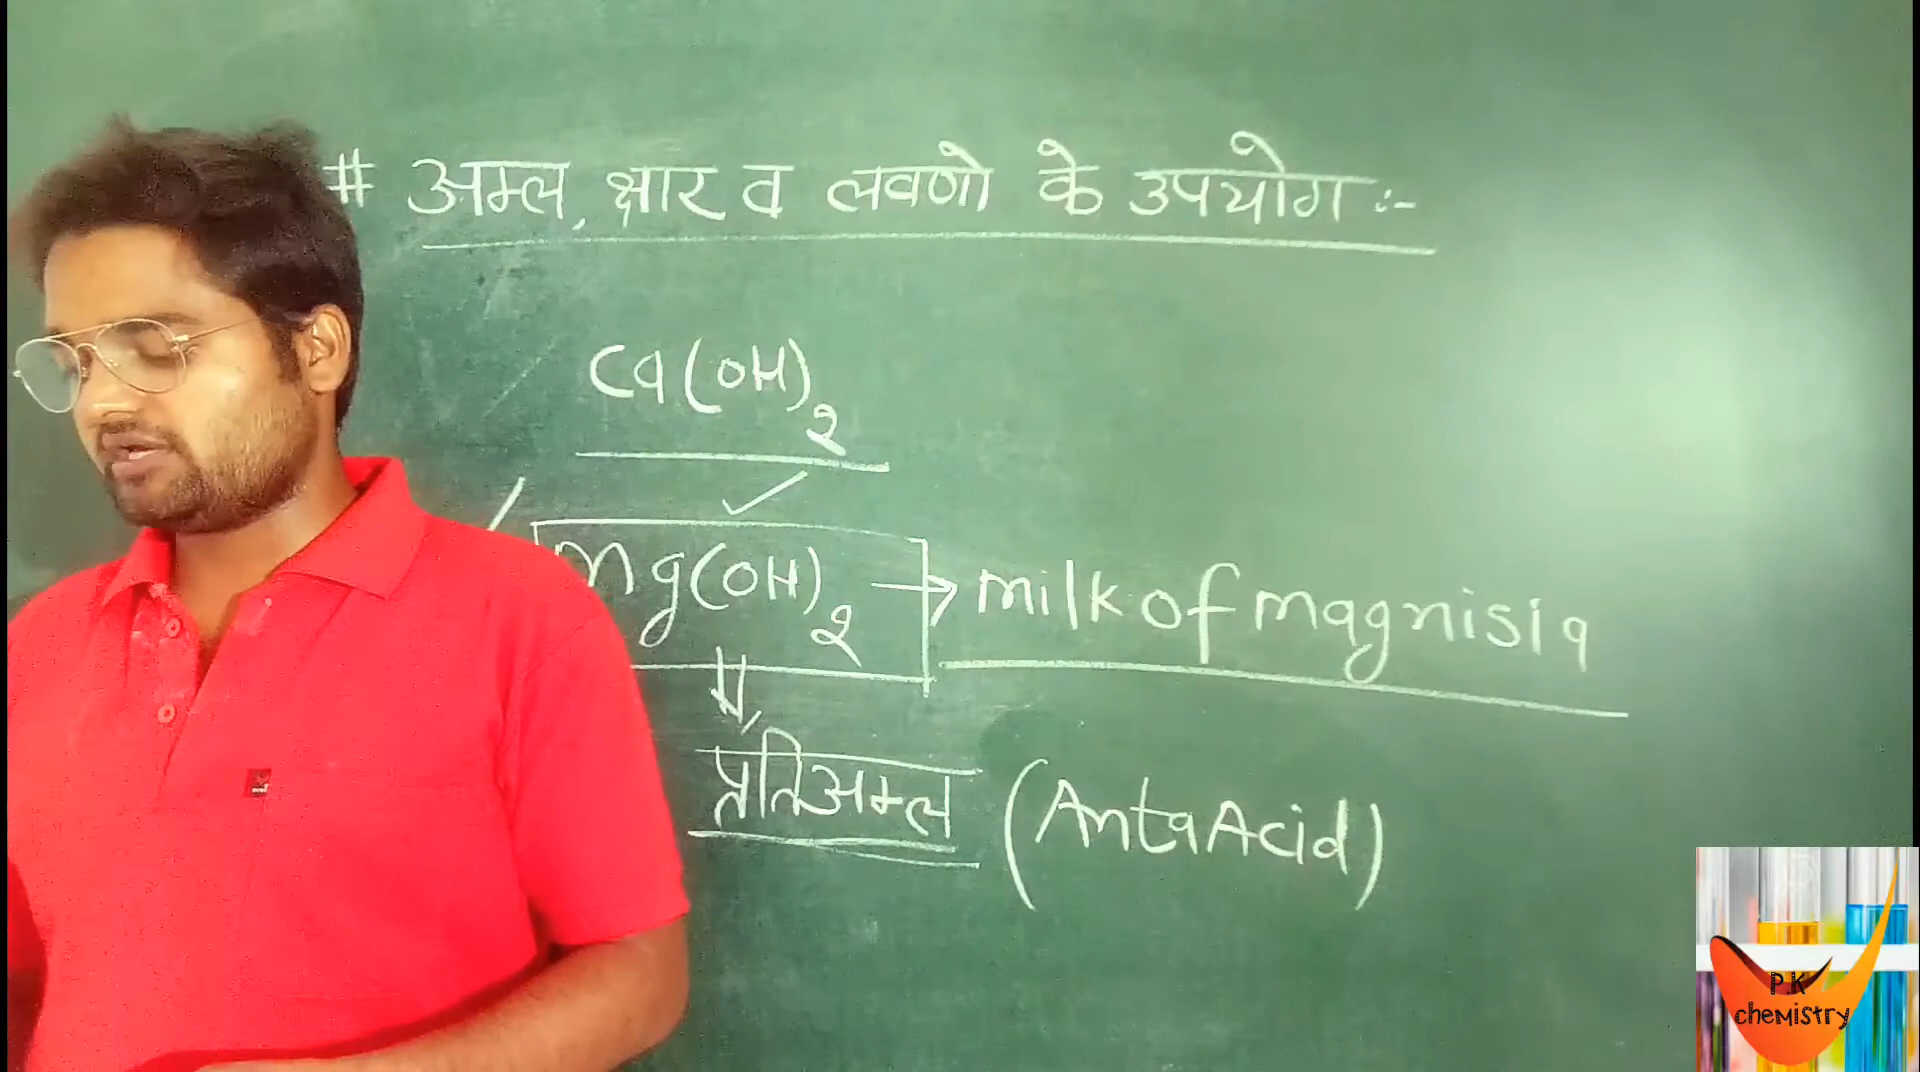 # अम्ल, क्षार व लवणो के उपयोग :-
Ca(OH)₂
Mg(OH)₂ → milk of magnisia
प्रतिअम्ल (AntaAcid)
P.K
chemistry